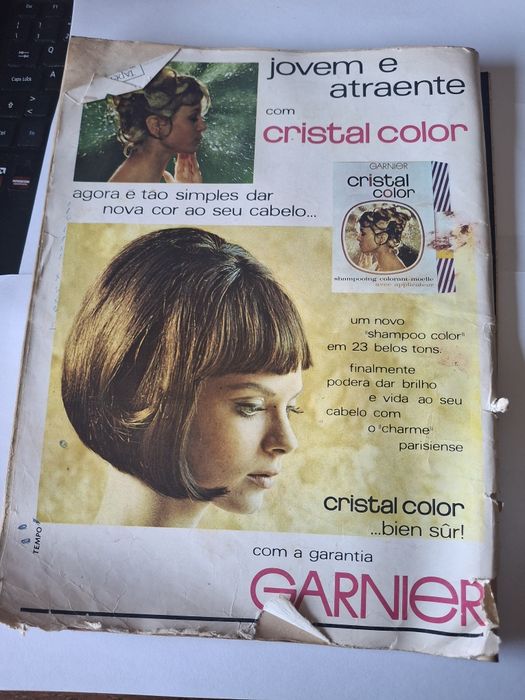 jovem e
atraente
com
cristal color
agora e tão simples dar
nova cor ao seu cabelo...
GARNIER
cristal
color
shampooing colorant-moelle
avec applicateur
um novo
"shampoo color"
em 23 belos tons.
finalmente
podera dar brilho
e vida ao seu
cabelo com
o "charme"
parisiense
cristal color
...bien sûr!
TEMPO
com a garantia
GARNIER
Caps Lock